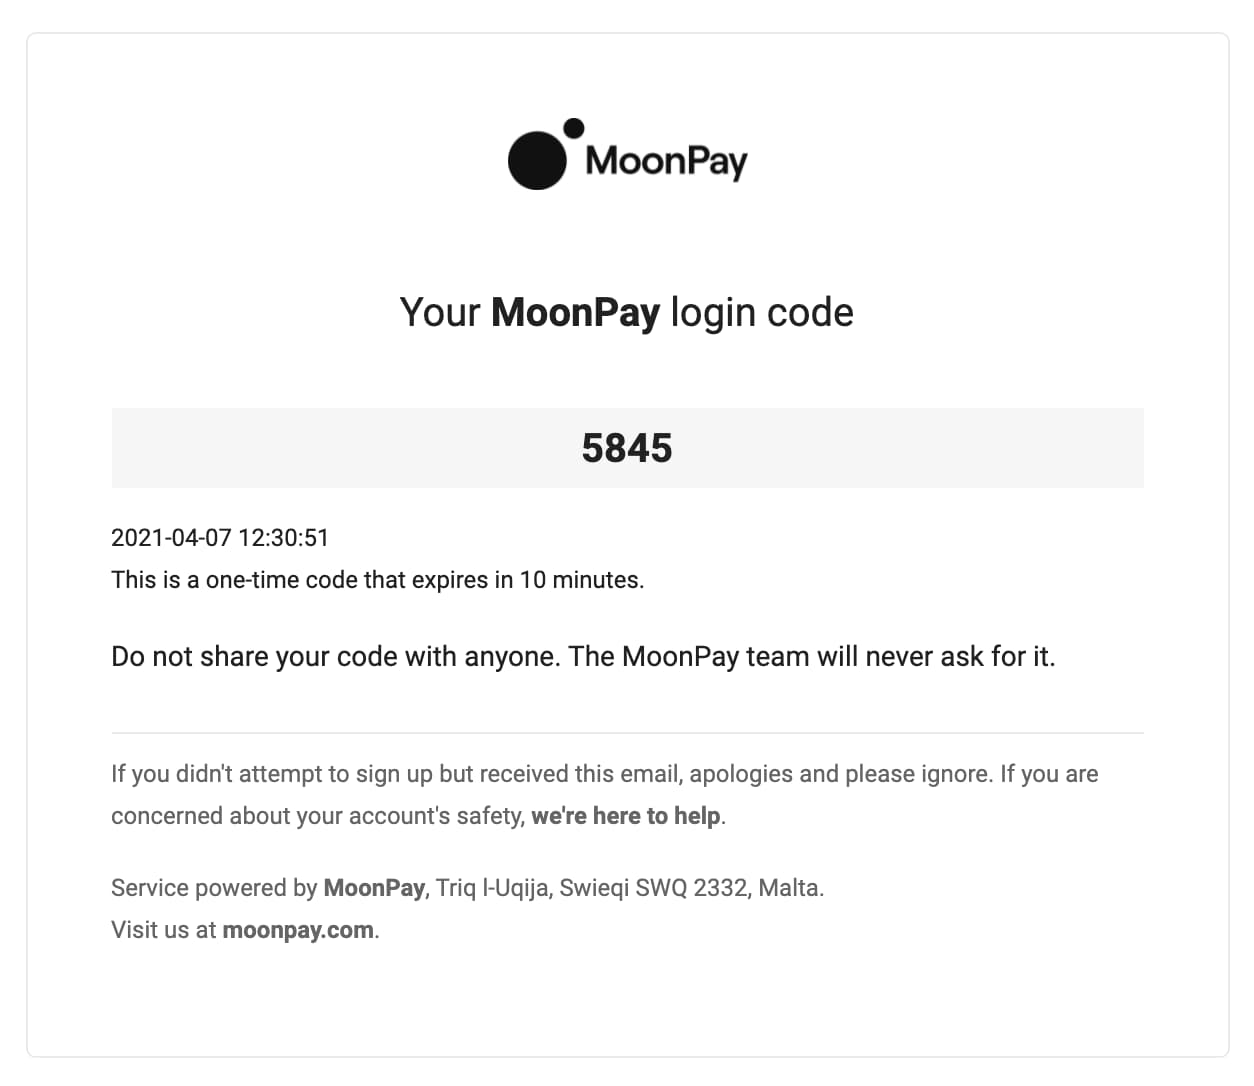 MoonPay
Your MoonPay login code
5845
2021-04-07 12:30:51
This is a one-time code that expires in 10 minutes.
Do not share your code with anyone. The MoonPay team will never ask for it.
If you didn't attempt to sign up but received this email, apologies and please ignore. If you are
concerned about your account's safety, we're here to help.
Service powered by MoonPay, Triq l-Uqija, Swieqi SWQ 2332, Malta.
Visit us at moonpay.com.